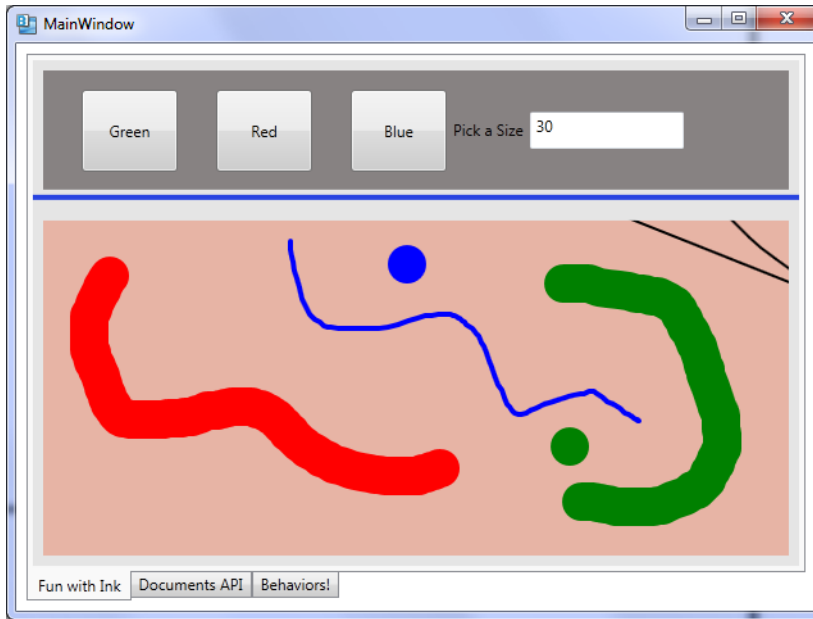 MainWindow
Green Red Blue Pick a Size 30
Fun with Ink Documents API Behaviors!